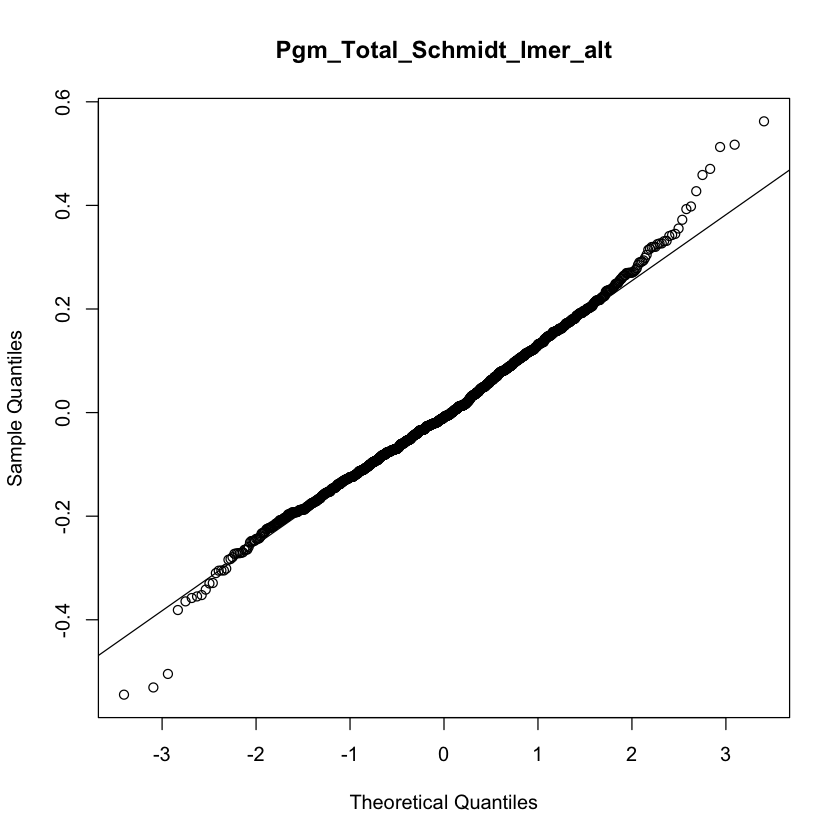 Pgm_Total_Schmidt_lmer_alt
0.6
0.4
0.2
0.0
-0.2
-0.4
Sample Quantiles
-3 -2 -1 0 1 2 3
Theoretical Quantiles